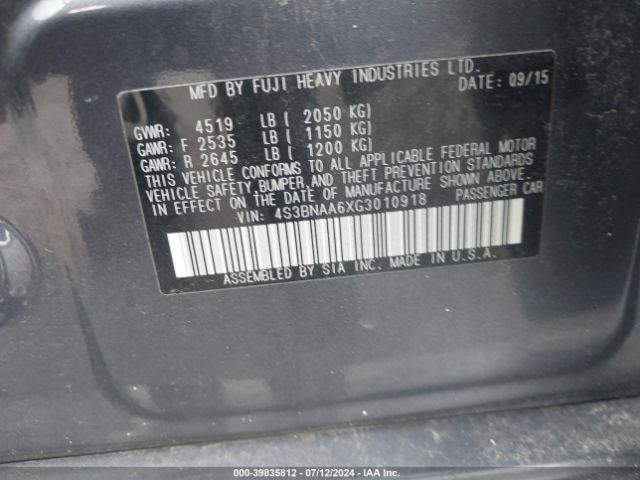 MFD BY FUJI HEAVY INDUSTRIES LTD.
DATE: 09/15
GVWR: 4519 LB ( 2050 KG)
GAWR: F 2535 LB ( 1150 KG)
GAWR: R 2645 LB ( 1200 KG)
THIS VEHICLE CONFORMS TO ALL APPLICABLE FEDERAL MOTOR
VEHICLE SAFETY, BUMPER, AND THEFT PREVENTION STANDARDS
IN EFFECT ON THE DATE OF MANUFACTURE SHOWN ABOVE.
VIN: 4S3BNAA6XG3010918 PASSENGER CAR
ASSEMBLED BY SIA INC. MADE IN U.S.A.
000-39835812 - 07/12/2024 - IAA Inc.